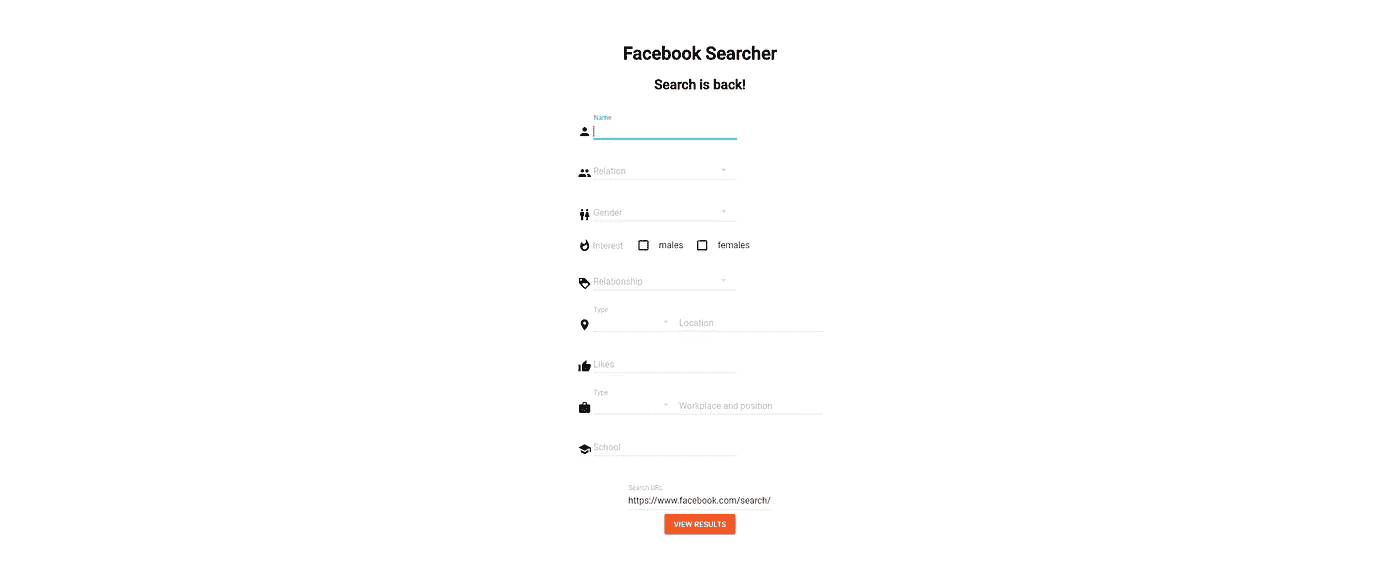 Facebook Searcher
Search is back!
Name
Relation
Gender
Interest males females
Relationship
Type
Location
Likes
Type
Workplace and position
School
Search URL
https://www.facebook.com/search/
VIEW RESULTS